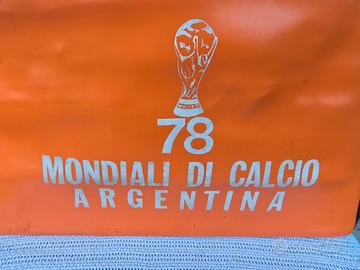 78
MONDIALI DI CALCIO
ARGENTINA